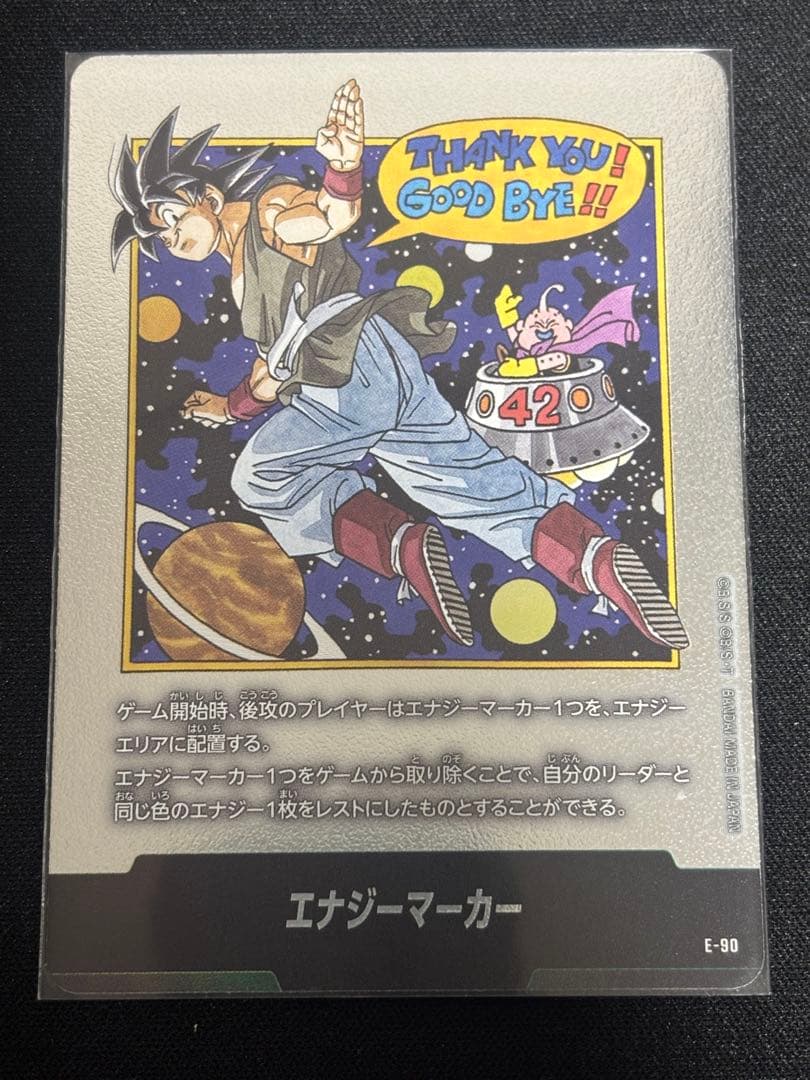 THANK YOU!
GOOD BYE!!
42
ゲーム開始時、後攻のプレイヤーはエナジーマーカー1つを、エナジー
エリアに配置する。
エナジーマーカー1つをゲームから取り除くことで、自分のリーダーと
同じ色のエナジー1枚をレストにしたものとすることができる。
©B.S./S ©B.S・T BANDAI MADE IN JAPAN
エナジーマーカー
E-90